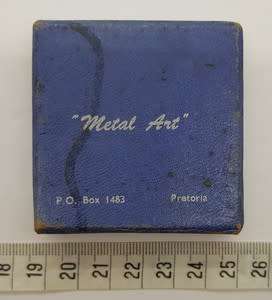 "Metal Art"
P.O. Box 1483 Pretoria
18 19 20 21 22 23 24 25 26